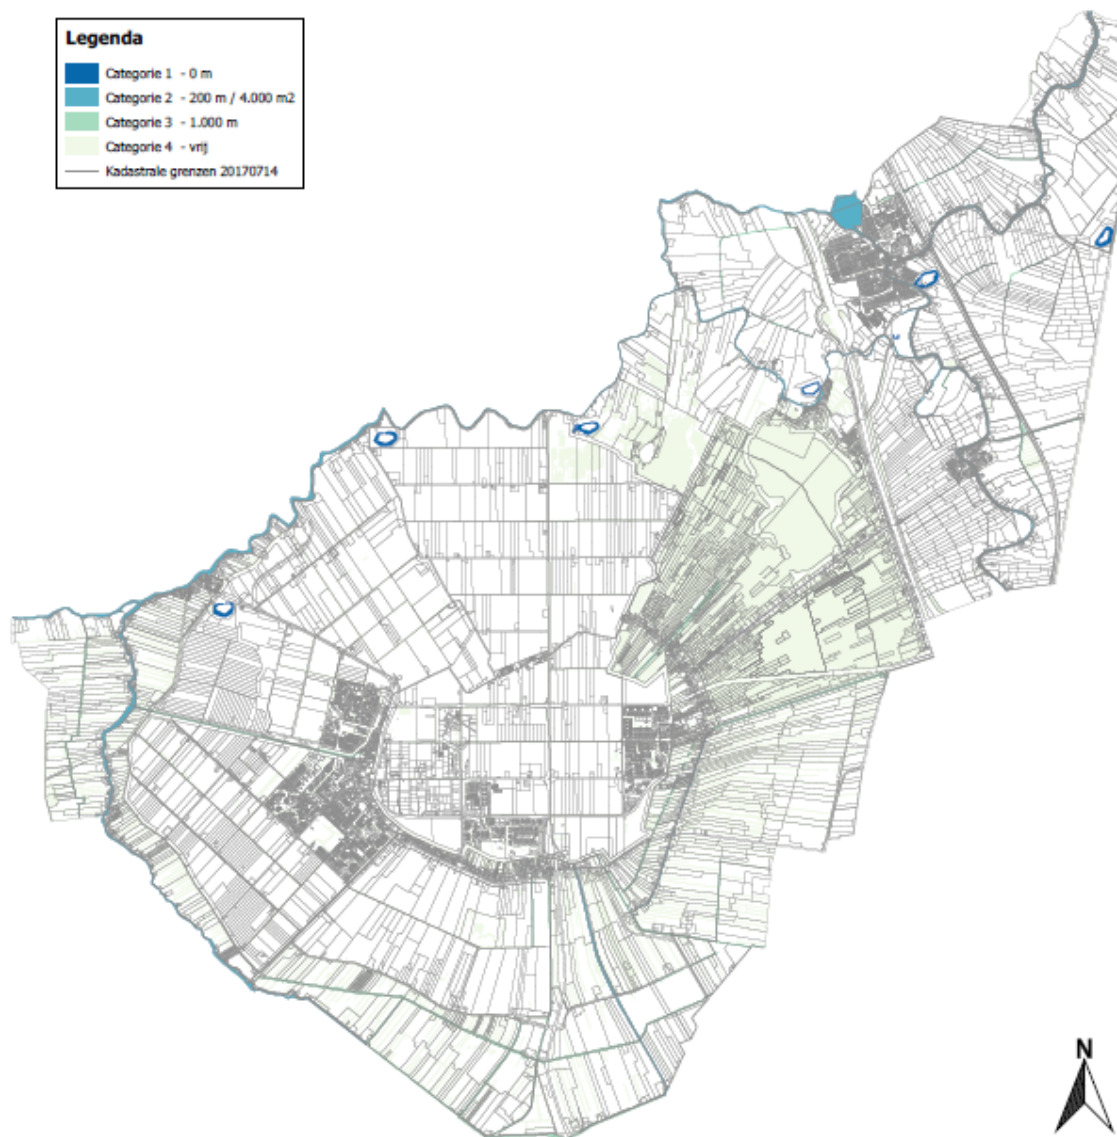 Legenda
Categorie 1 - 0 m
Categorie 2 - 200 m / 4.000 m2
Categorie 3 - 1.000 m
Categorie 4 - vrij
Kadastrale grenzen 20170714
N